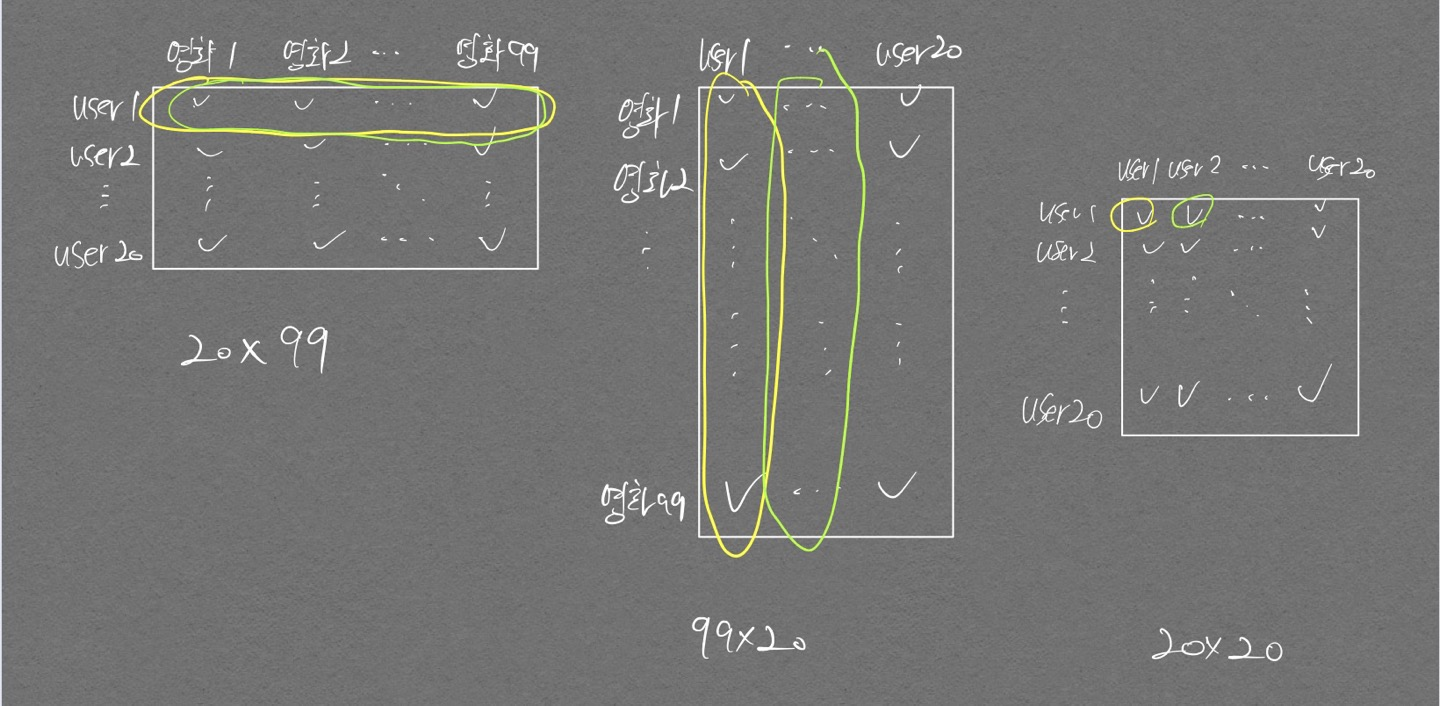 영화1 영화2 ... 영화99
user1
user2
user20
20x99
user1 ... user20
영화1
영화2
영화99
99x20
user1 user2 ... user20
user1
user2
user20
20x20